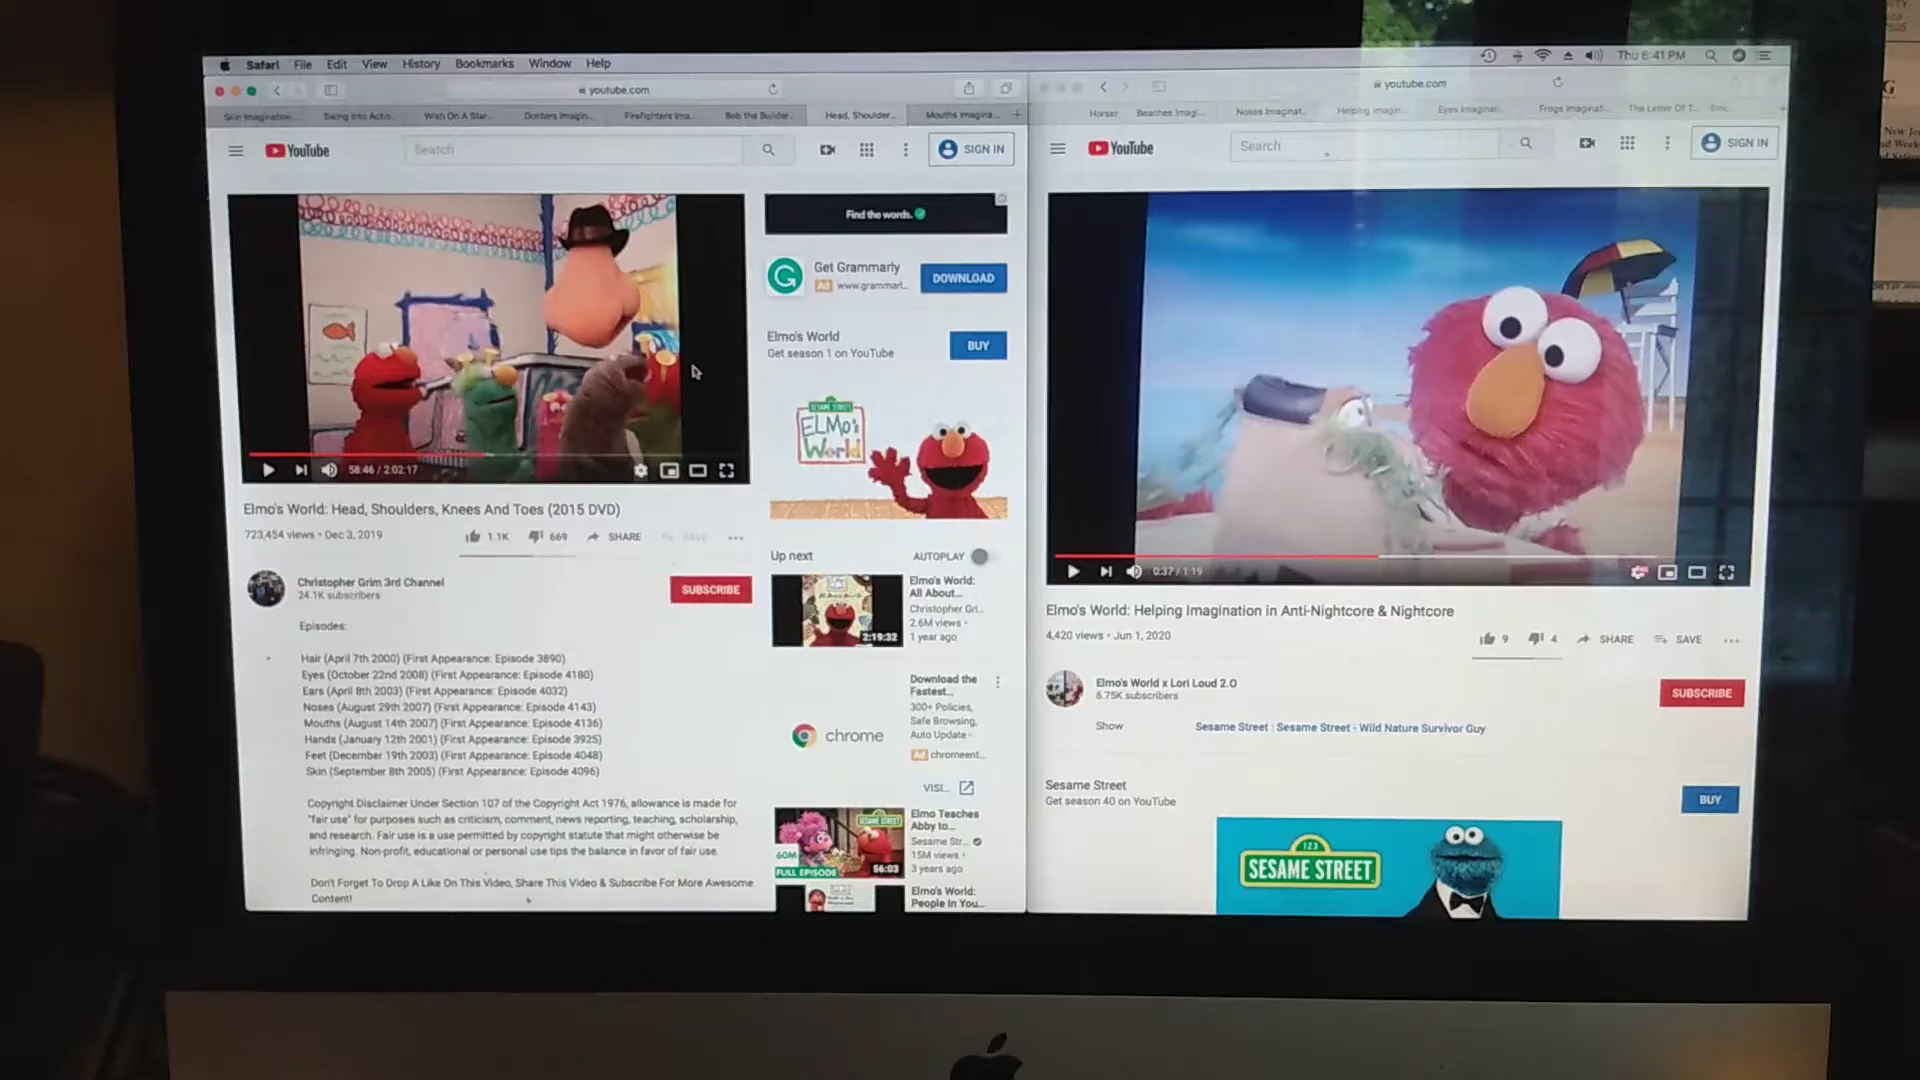 Safari File Edit View History Bookmarks Window Help
Thu 6:41 PM
youtube.com
Skin Imagination...
Swing Into Actio...
Wish On A Star...
Doctors Imagin...
Firefighters Ima...
Bob the Builder...
Head, Shoulder...
Mouths Imagina...
YouTube
Search
SIGN IN
Find the words.
Get Grammarly
Ad www.grammarl...
DOWNLOAD
Elmo's World
Get season 1 on YouTube
BUY
SESAME STREET
ELMo's World
58:46 / 2:02:17
Elmo's World: Head, Shoulders, Knees And Toes (2015 DVD)
723,454 views • Dec 3, 2019
1.1K 669 SHARE SAVE
Christopher Grim 3rd Channel
24.1K subscribers
SUBSCRIBE
Episodes:
Hair (April 7th 2000) (First Appearance: Episode 3890)
Eyes (October 22nd 2008) (First Appearance: Episode 4180)
Ears (April 8th 2003) (First Appearance: Episode 4032)
Noses (August 29th 2007) (First Appearance: Episode 4143)
Mouths (August 14th 2007) (First Appearance: Episode 4136)
Hands (January 12th 2001) (First Appearance: Episode 3925)
Feet (December 19th 2003) (First Appearance: Episode 4048)
Skin (September 8th 2005) (First Appearance: Episode 4096)
Copyright Disclaimer Under Section 107 of the Copyright Act 1976, allowance is made for
"fair use" for purposes such as criticism, comment, news reporting, teaching, scholarship,
and research. Fair use is a use permitted by copyright statute that might otherwise be
infringing. Non-profit, educational or personal use tips the balance in favor of fair use.
Don't Forget To Drop A Like On This Video, Share This Video & Subscribe For More Awesome
Content!
Up next
AUTOPLAY
Elmo's World:
All About...
Christopher Gri...
2.6M views •
1 year ago
2:19:32
Download the
Fastest...
300+ Policies,
Safe Browsing,
Auto Update -
Ad chromeent...
chrome
VISI...
Elmo Teaches
Abby to...
Sesame Str...
15M views •
3 years ago
SESAME STREET
60M
FULL EPISODE
56:03
Elmo's World:
People In You...
youtube.com
Horses
Beaches Imagi...
Noses Imaginat...
Helping Imagin...
Eyes Imaginat...
Frogs Imaginat...
The Letter Of T...
YouTube
Search
SIGN IN
0:37 / 1:19
Elmo's World: Helping Imagination in Anti-Nightcore & Nightcore
4,420 views • Jun 1, 2020
9 4 SHARE SAVE
Elmo's World x Lori Loud 2.0
6.75K subscribers
SUBSCRIBE
Show
Sesame Street : Sesame Street - Wild Nature Survivor Guy
Sesame Street
Get season 40 on YouTube
BUY
123
SESAME STREET